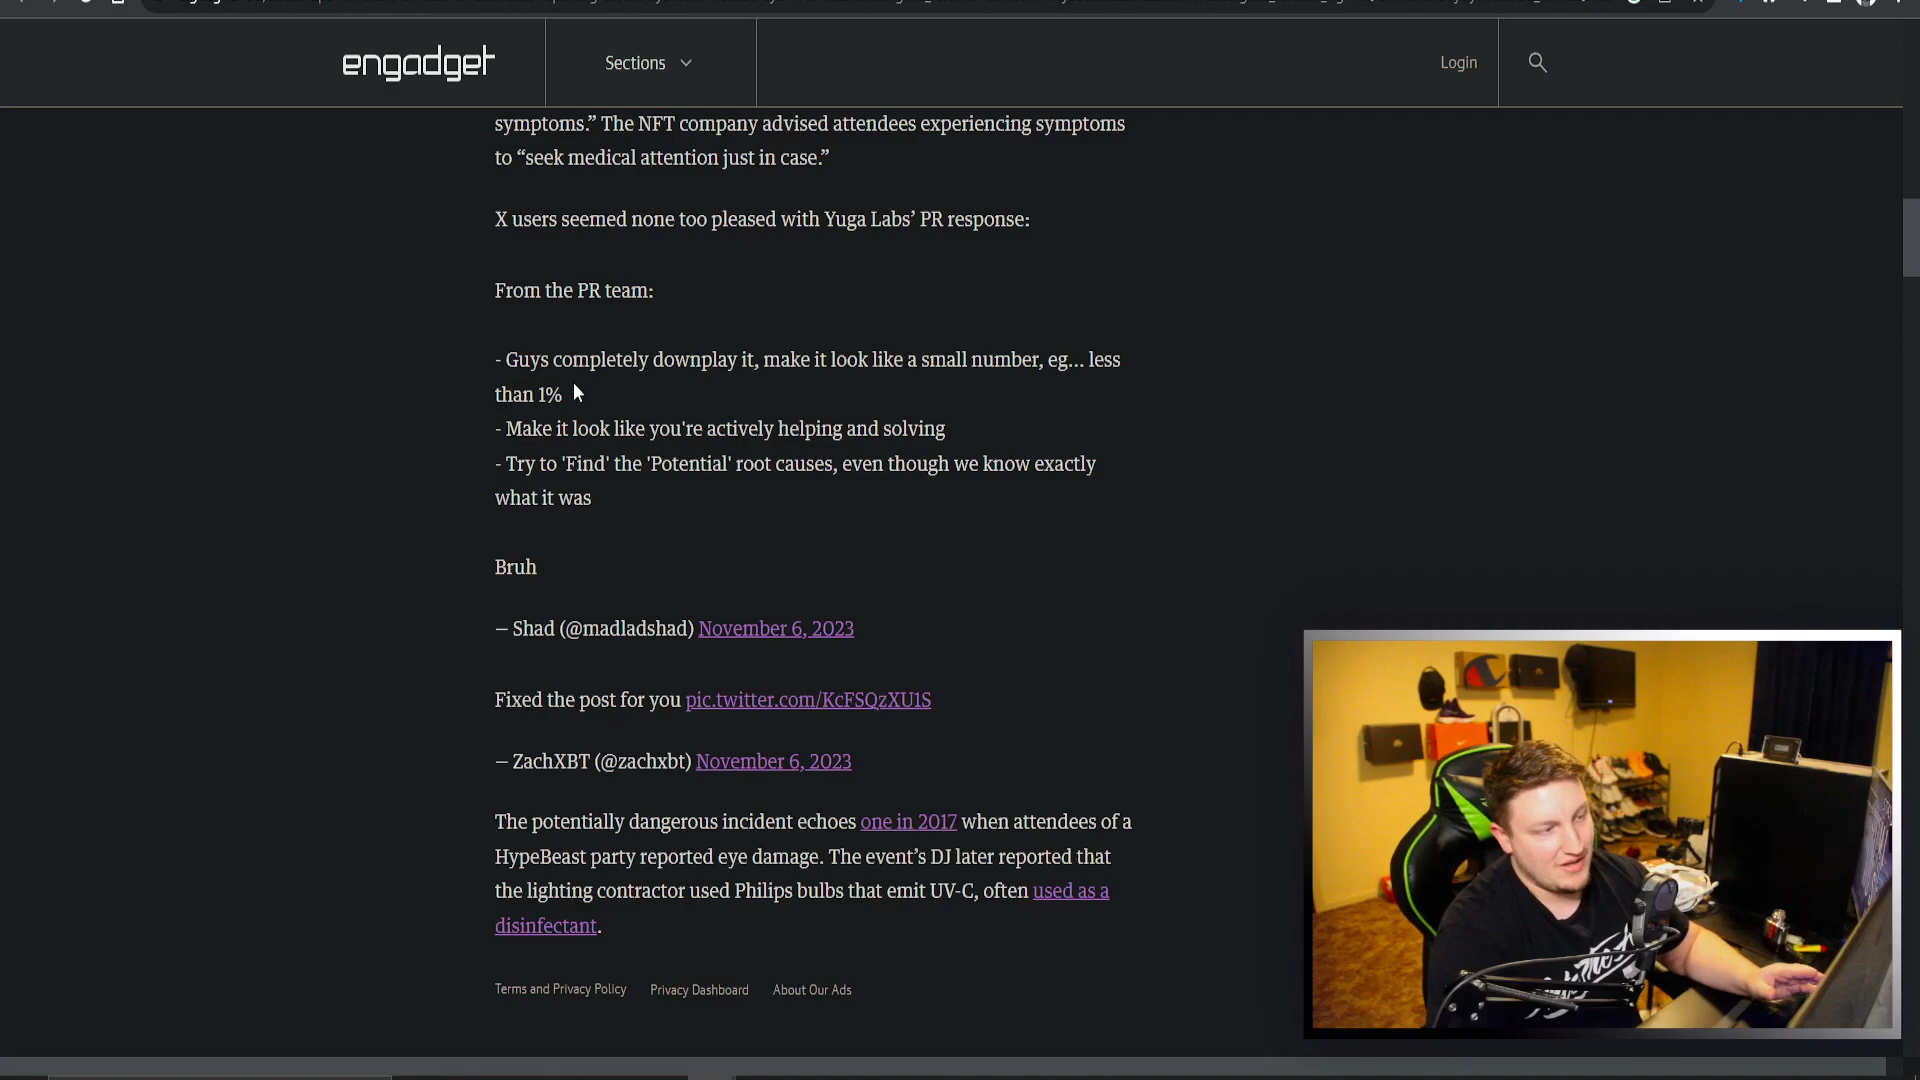 engadget
Sections
Login
symptoms.” The NFT company advised attendees experiencing symptoms
to “seek medical attention just in case.”
X users seemed none too pleased with Yuga Labs’ PR response:
From the PR team:
- Guys completely downplay it, make it look like a small number, eg... less
than 1%
- Make it look like you're actively helping and solving
- Try to 'Find' the 'Potential' root causes, even though we know exactly
what it was
Bruh
— Shad (@madladshad) November 6, 2023
Fixed the post for you pic.twitter.com/KcFSQzXU1S
— ZachXBT (@zachxbt) November 6, 2023
The potentially dangerous incident echoes one in 2017 when attendees of a
HypeBeast party reported eye damage. The event’s DJ later reported that
the lighting contractor used Philips bulbs that emit UV-C, often used as a
disinfectant.
Terms and Privacy Policy
Privacy Dashboard
About Our Ads